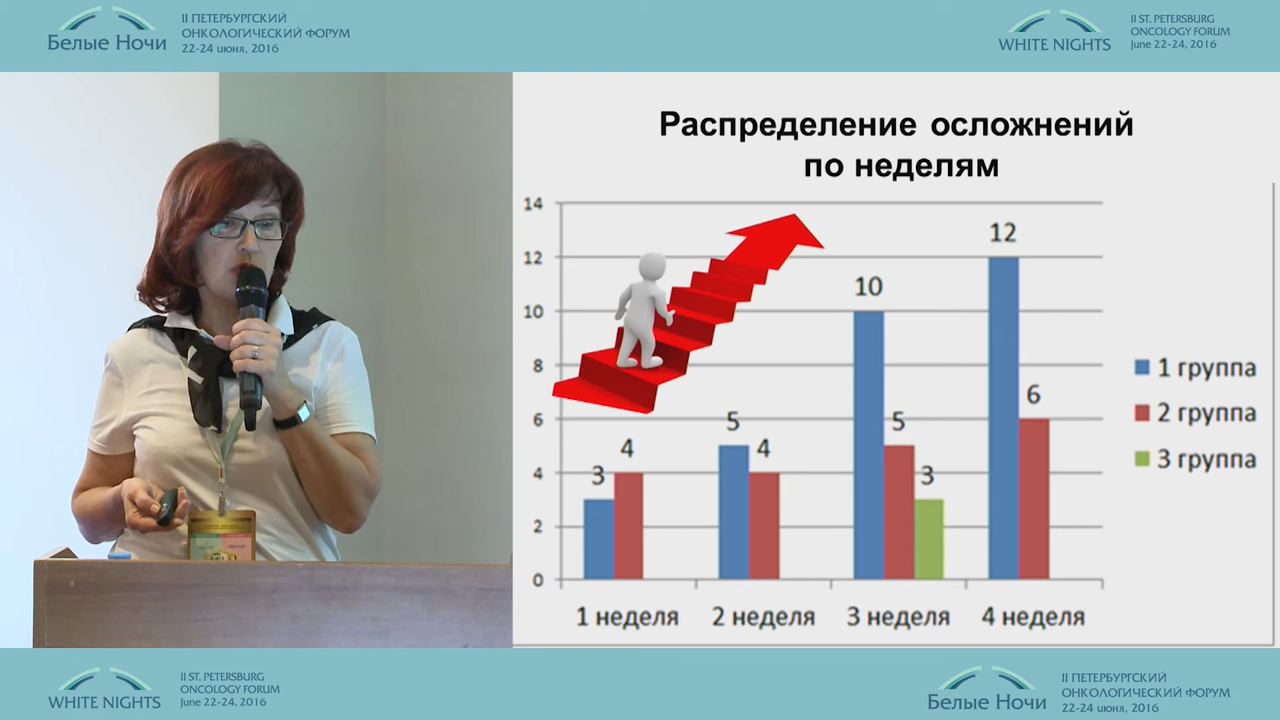 Белые Ночи
II ПЕТЕРБУРГСКИЙ
ОНКОЛОГИЧЕСКИЙ ФОРУМ
22-24 июня, 2016
WHITE NIGHTS
II ST. PETERSBURG
ONCOLOGY FORUM
June 22-24, 2016
Распределение осложнений
по неделям
14
12
10
8
6
4
2
0
3
4
5
4
10
5
3
12
6
1 неделя
2 неделя
3 неделя
4 неделя
1 группа
2 группа
3 группа
WHITE NIGHTS
II ST. PETERSBURG
ONCOLOGY FORUM
June 22-24, 2016
Белые Ночи
II ПЕТЕРБУРГСКИЙ
ОНКОЛОГИЧЕСКИЙ ФОРУМ
22-24 июня, 2016